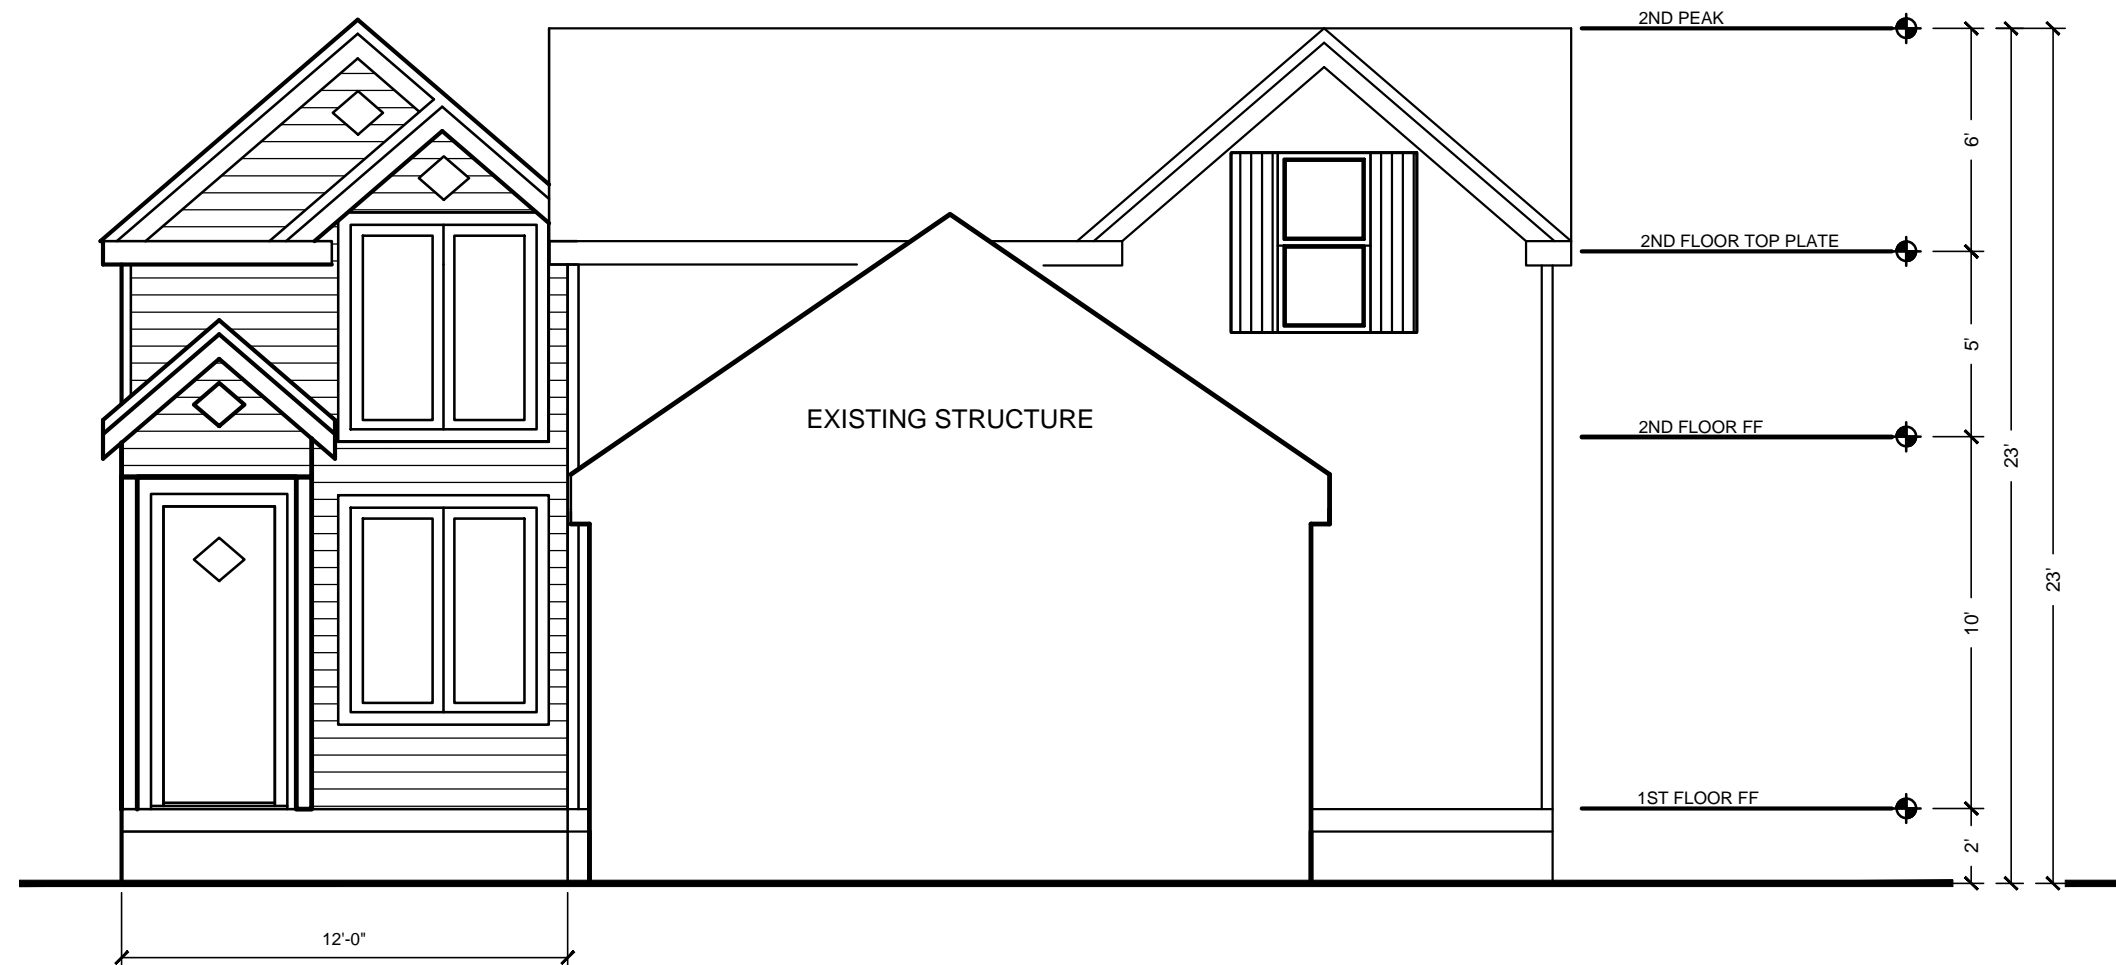 2ND PEAK
6'
2ND FLOOR TOP PLATE
5'
EXISTING STRUCTURE
2ND FLOOR FF
23'
23'
10'
1ST FLOOR FF
2'
12'-0"